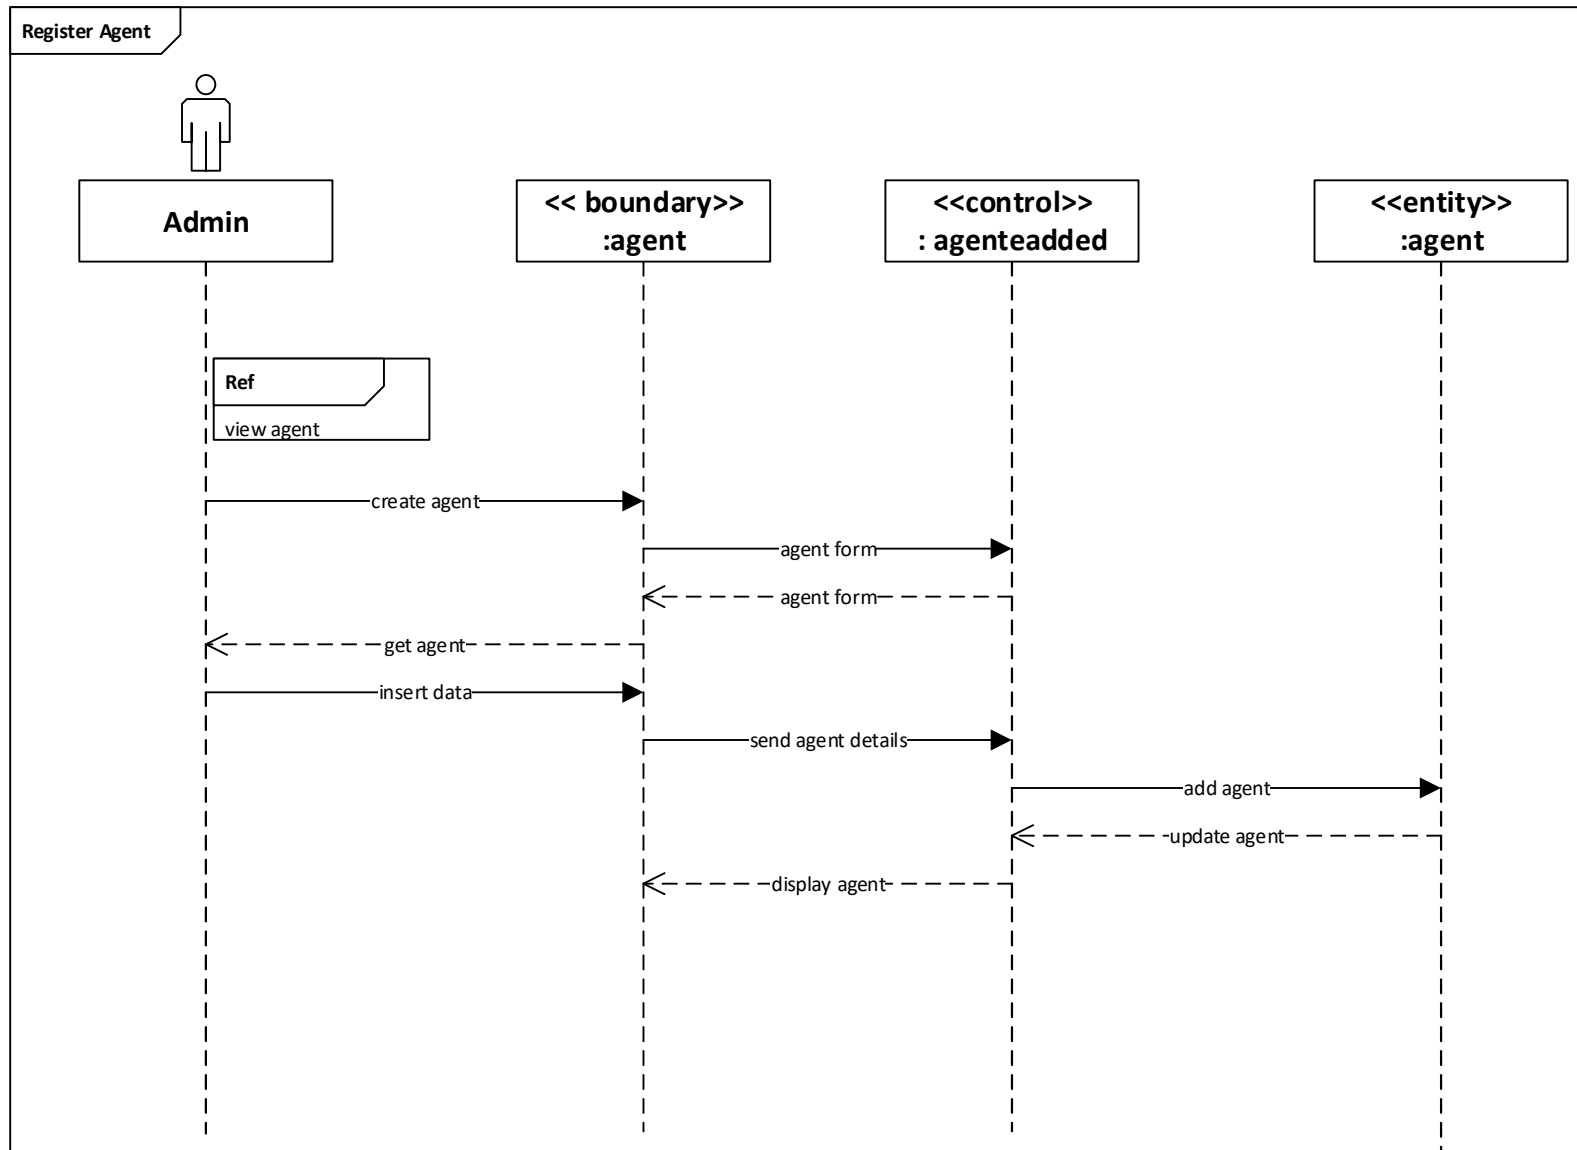 Register Agent
Admin
<< boundary>>
:agent
<<control>>
: agenteadded
<<entity>>
:agent
Ref
view agent
create agent
agent form
agent form
get agent
insert data
send agent details
add agent
update agent
display agent